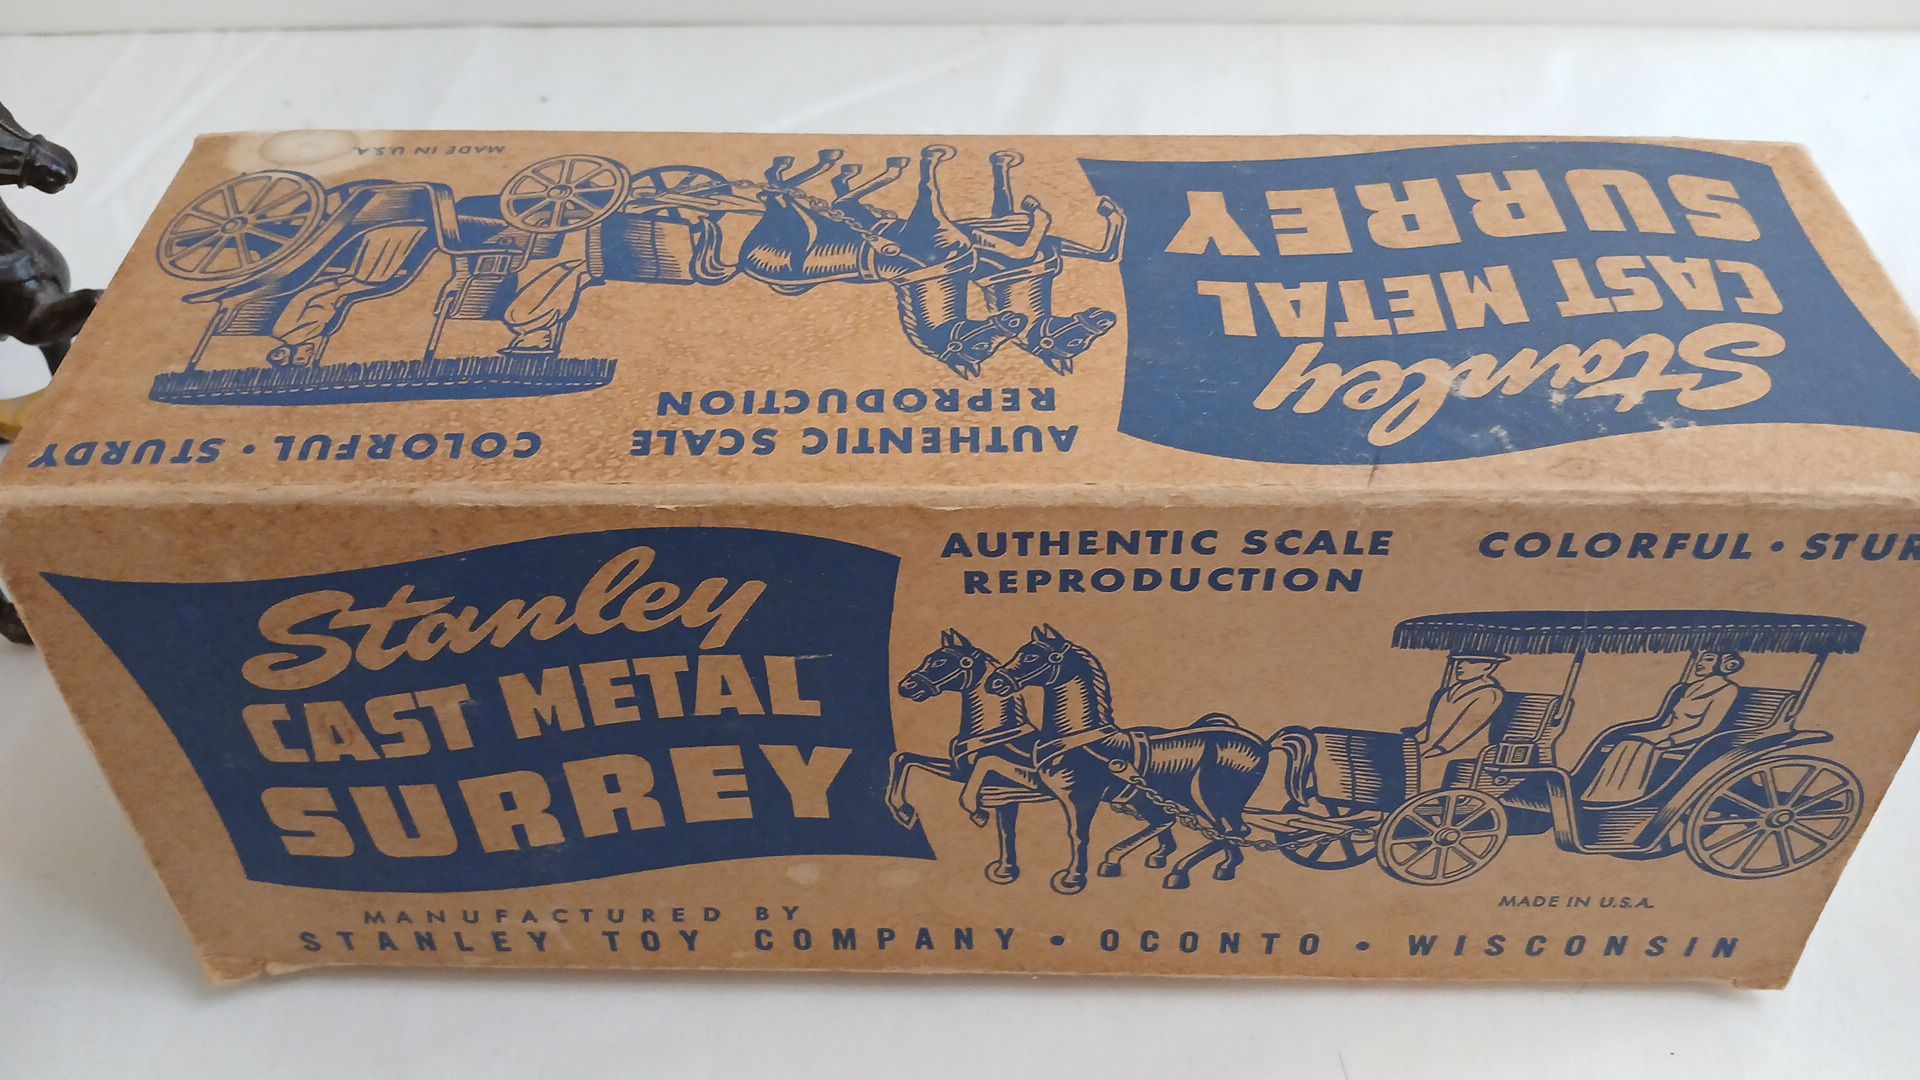 MADE IN U.S.A.
Stanley
CAST METAL
SURREY
AUTHENTIC SCALE
REPRODUCTION
COLORFUL • STURDY
Stanley
CAST METAL
SURREY
AUTHENTIC SCALE
REPRODUCTION
COLORFUL • STUR
MADE IN U.S.A.
MANUFACTURED BY
STANLEY TOY COMPANY • OCONTO • WISCONSIN